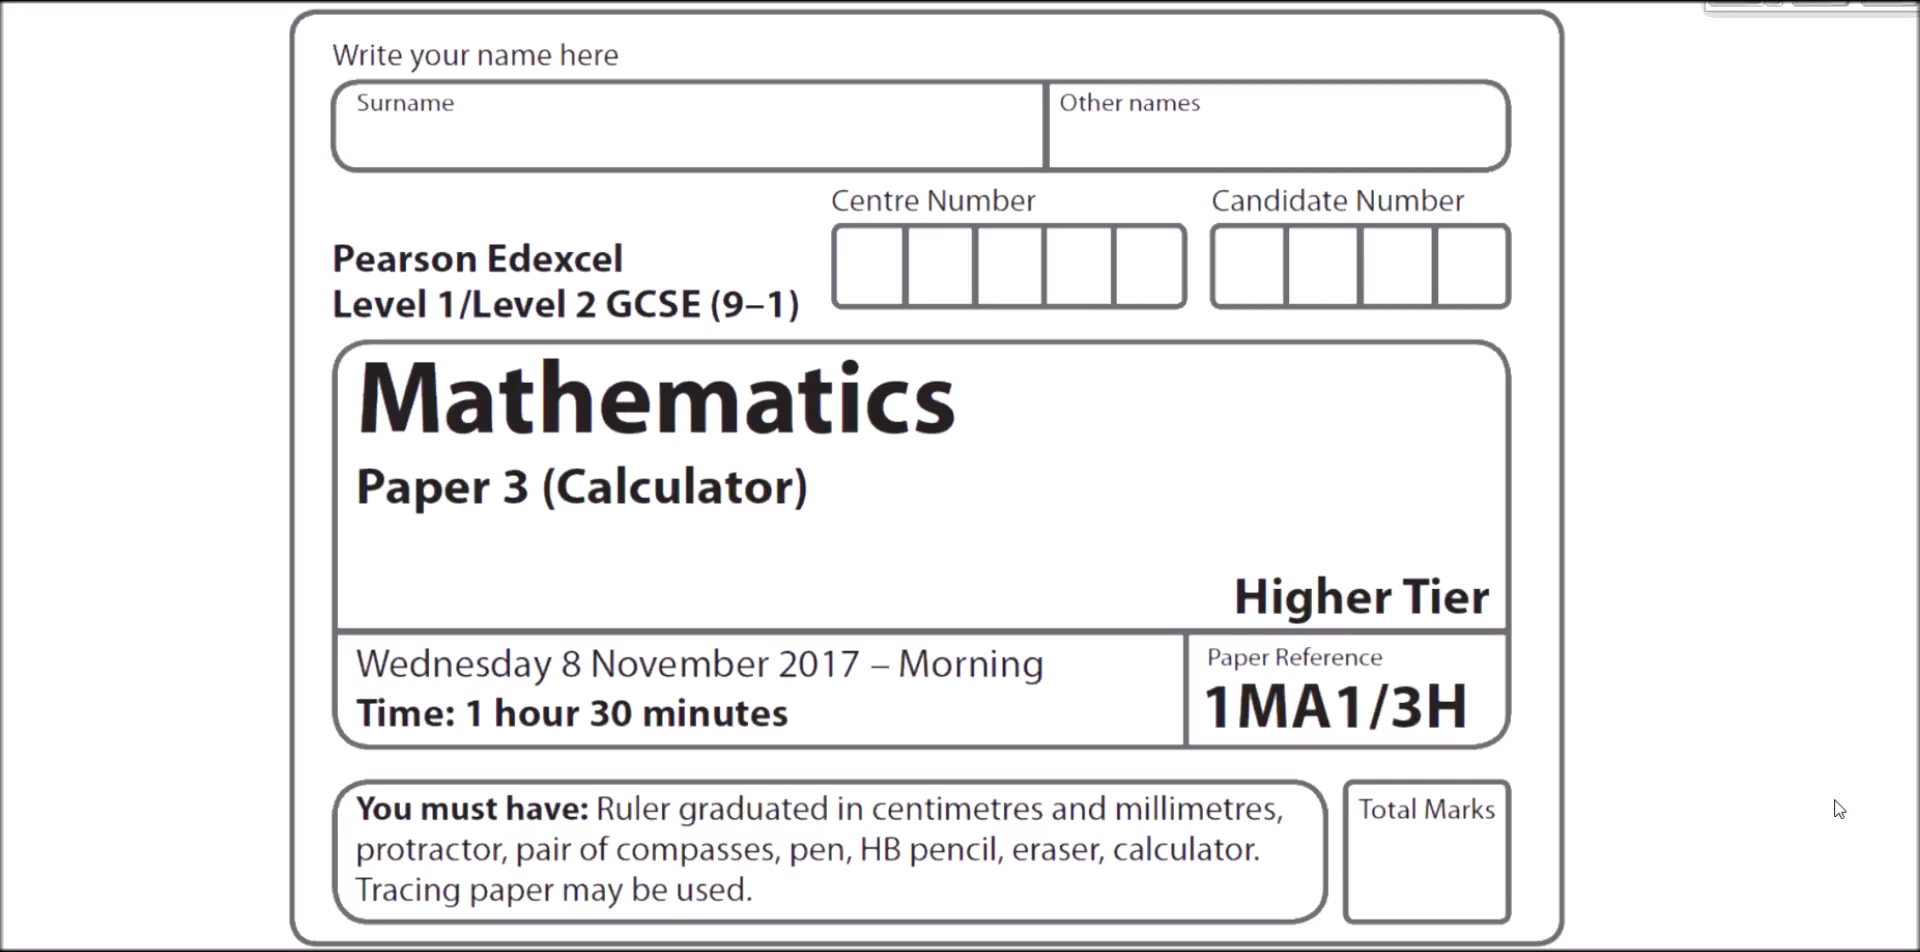 Write your name here
Surname
Other names
Centre Number
Candidate Number
Pearson Edexcel
Level 1/Level 2 GCSE (9–1)
Mathematics
Paper 3 (Calculator)
Higher Tier
Wednesday 8 November 2017 – Morning
Time: 1 hour 30 minutes
Paper Reference
1MA1/3H
You must have: Ruler graduated in centimetres and millimetres,
protractor, pair of compasses, pen, HB pencil, eraser, calculator.
Tracing paper may be used.
Total Marks